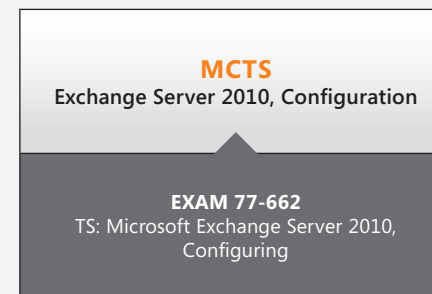 MCTS
Exchange Server 2010, Configuration
EXAM 77-662
TS: Microsoft Exchange Server 2010,
Configuring